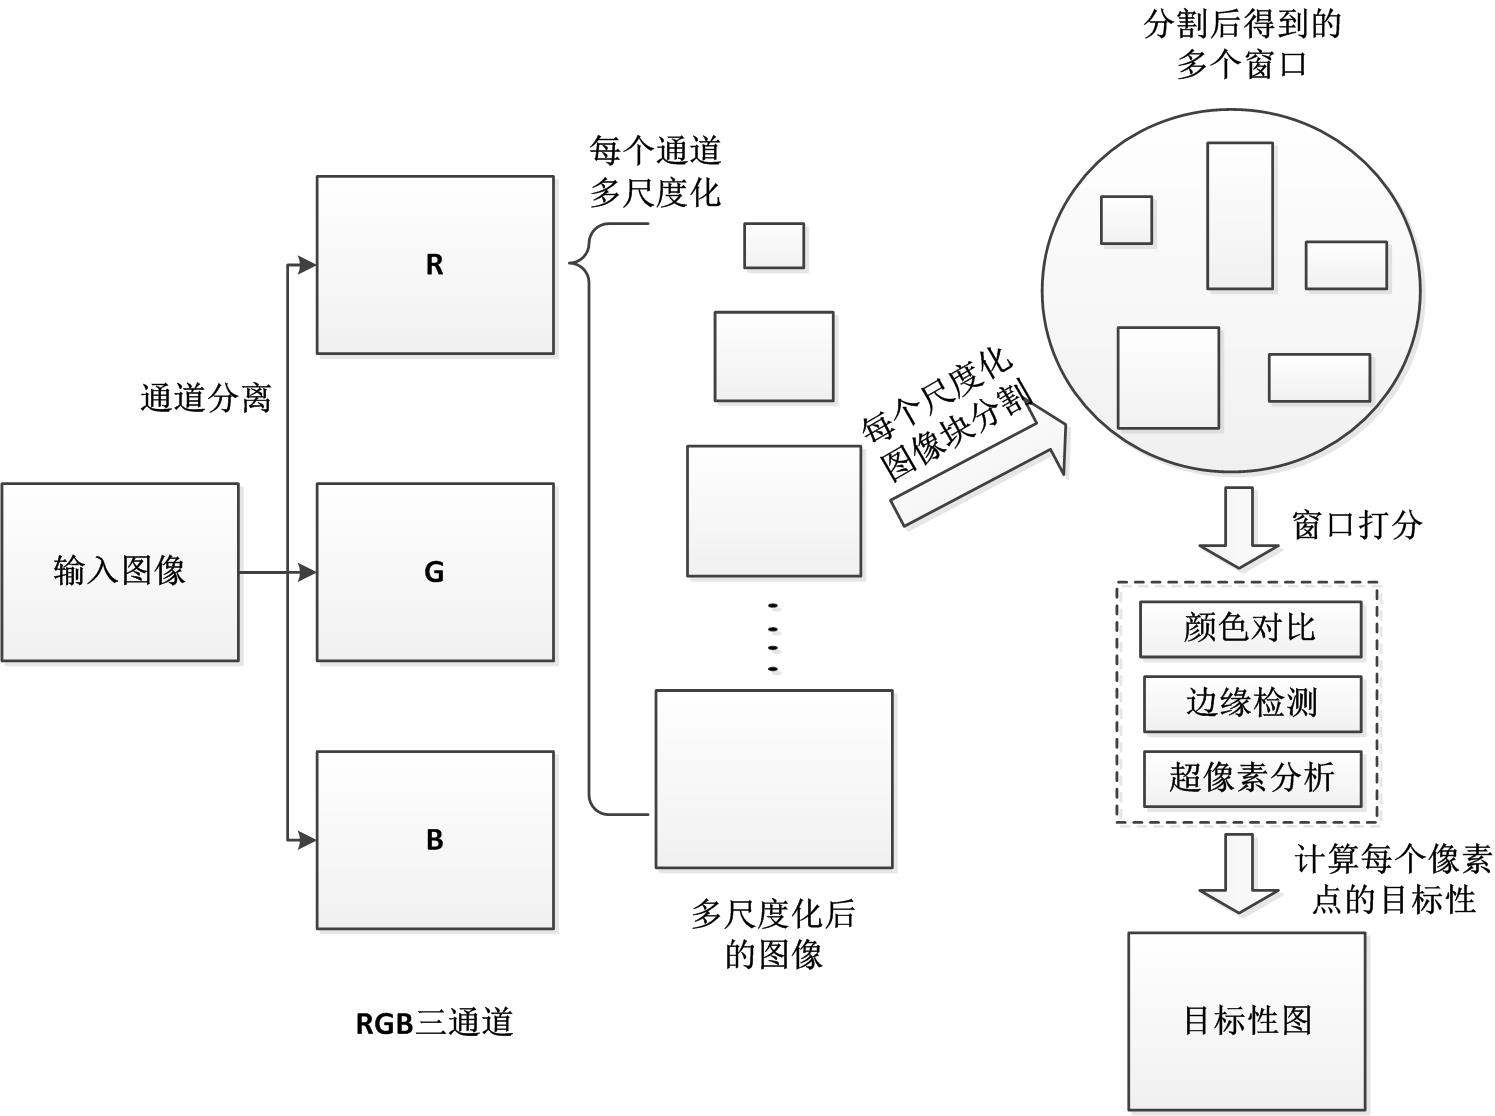 输入图像
通道分离
R
G
B
RGB三通道
每个通道
多尺度化
多尺度化后
的图像
每个尺度化
图像块分割
分割后得到的
多个窗口
窗口打分
颜色对比
边缘检测
超像素分析
计算每个像素
点的目标性
目标性图